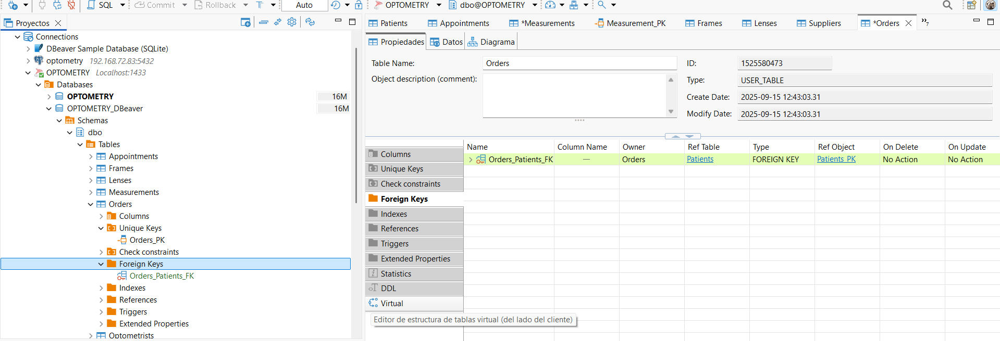 SQL Commit Rollback T Auto OPTOMETRY dbo@OPTOMETRY
Proyectos
Connections
DBeaver Sample Database (SQLite)
optometry 192.168.72.83:5432
OPTOMETRY Localhost:1433
Databases
OPTOMETRY 16M
OPTOMETRY_DBeaver 16M
Schemas
dbo
Tables
Appointments
Frames
Lenses
Measurements
Orders
Columns
Unique Keys
Orders_PK
Check constraints
Foreign Keys
Orders_Patients_FK
Indexes
References
Triggers
Extended Properties
Optometrists
Patients Appointments *Measurements Measurement_PK Frames Lenses Suppliers *Orders »7
Propiedades Datos Diagrama
Table Name: Orders
Object description (comment):
ID: 1525580473
Type: USER_TABLE
Create Date: 2025-09-15 12:43:03.31
Modify Date: 2025-09-15 12:43:03.31
Columns
Unique Keys
Check constraints
Foreign Keys
Indexes
References
Triggers
Extended Properties
Statistics
DDL
Virtual
Editor de estructura de tablas virtual (del lado del cliente)
Name Column Name Owner Ref Table Type Ref Object On Delete On Update
Orders_Patients_FK — Orders Patients FOREIGN KEY Patients_PK No Action No Action